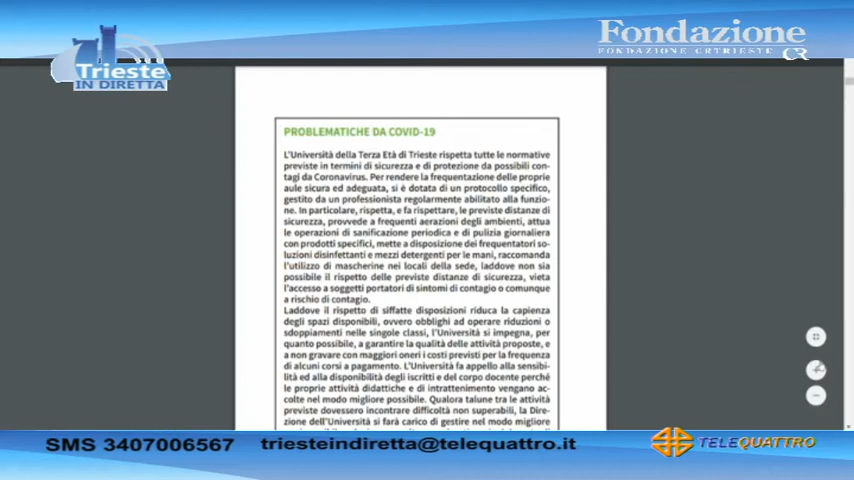 Fondazione
FONDAZIONE CRTRIESTE CR
Trieste
IN DIRETTA
PROBLEMATICHE DA COVID-19
L'Università della Terza Età di Trieste rispetta tutte le normative
previste in termini di sicurezza e di protezione da possibili con-
tagi da Coronavirus. Per rendere la frequentazione delle proprie
aule sicura ed adeguata, si è dotata di un protocollo specifico,
gestito da un professionista regolarmente abilitato alla funzio-
ne. In particolare, rispetta, e fa rispettare, le previste distanze di
sicurezza, provvede a frequenti aerazioni degli ambienti, attua
le operazioni di sanificazione periodica e di pulizia giornaliera
con prodotti specifici, mette a disposizione dei frequentatori so-
luzioni disinfettanti e mezzi detergenti per le mani, raccomanda
l'utilizzo di mascherine nei locali della sede, laddove non sia
possibile il rispetto delle previste distanze di sicurezza, vieta
l'accesso a soggetti portatori di sintomi di contagio o comunque
a rischio di contagio.
Laddove il rispetto di siffatte disposizioni riduca la capienza
degli spazi disponibili, ovvero obblighi ad operare riduzioni o
sdoppiamenti nelle singole classi, l'Università si impegna, per
quanto possibile, a garantire la qualità delle attività proposte, e
a non gravare con maggiori oneri i costi previsti per la frequenza
di alcuni corsi a pagamento. L'Università fa appello alla sensibi-
lità ed alla disponibilità degli iscritti e del corpo docente perché
le proprie attività didattiche e di intrattenimento vengano ac-
colte nel modo migliore possibile. Qualora talune tra le attività
previste dovessero incontrare difficoltà non superabili, la Dire-
zione dell'Università si farà carico di gestire nel modo migliore
SMS 3407006567 triesteindiretta@telequattro.it TELEQUATTRO